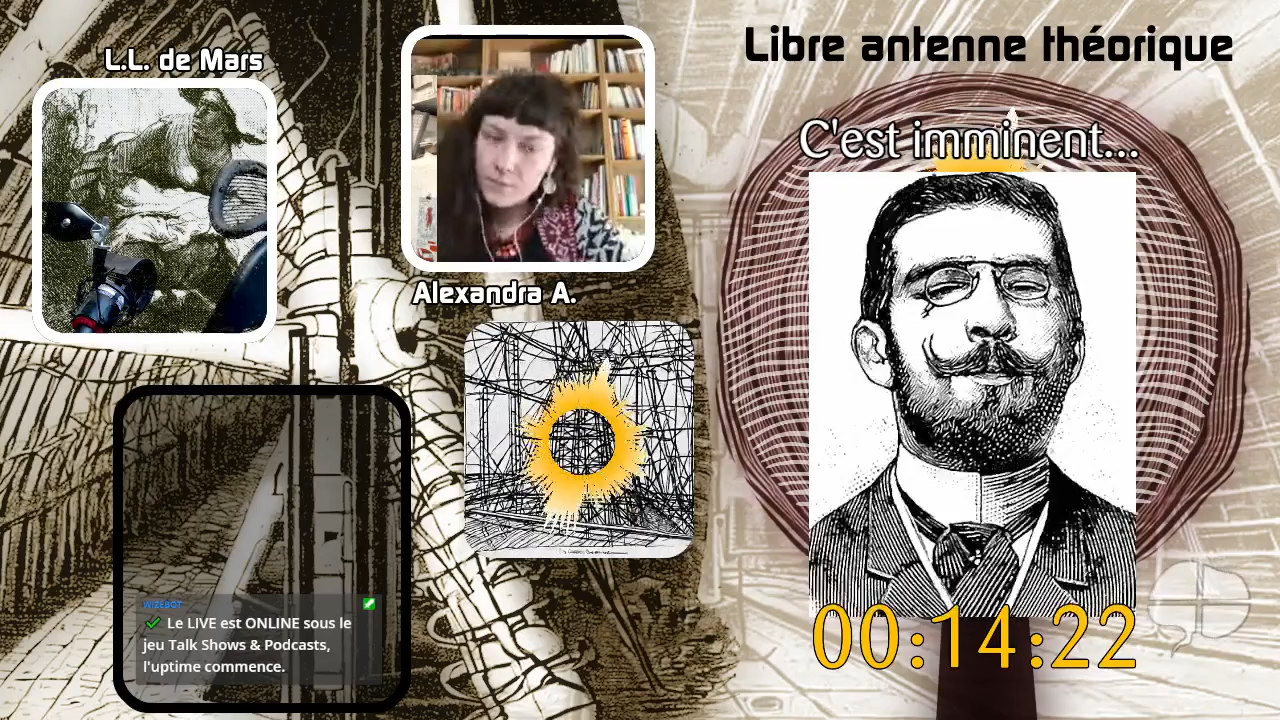 L.L. de Mars
Libre antenne théorique
C'est imminent...
Alexandra A.
WIZEBOT
Le LIVE est ONLINE sous le
jeu Talk Shows & Podcasts,
l'uptime commence.
00:14:22